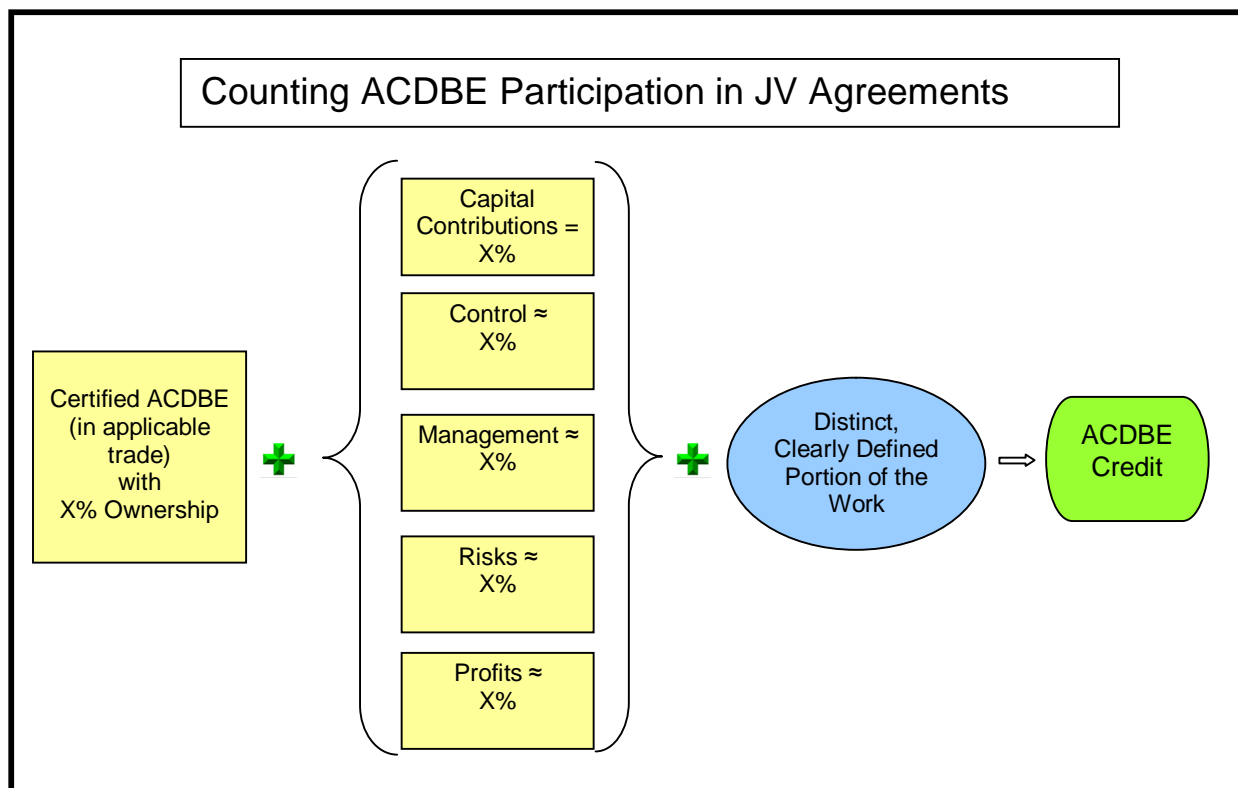 Counting ACDBE Participation in JV Agreements
Certified ACDBE
(in applicable
trade)
with
X% Ownership
Capital
Contributions =
X%
Control ≈
X%
Management ≈
X%
Risks ≈
X%
Profits ≈
X%
Distinct,
Clearly Defined
Portion of the
Work
ACDBE
Credit